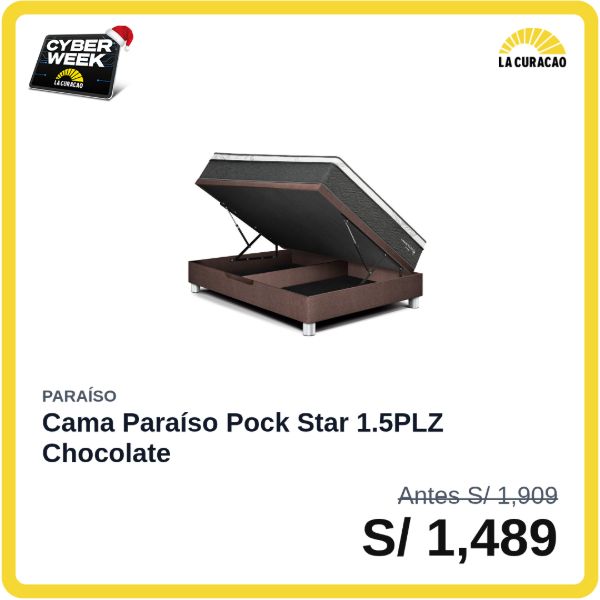 CYBER
WEEK
LA CURACAO
LA CURACAO
PARAÍSO
Cama Paraíso Pock Star 1.5PLZ
Chocolate
Antes S/ 1,909
S/ 1,489